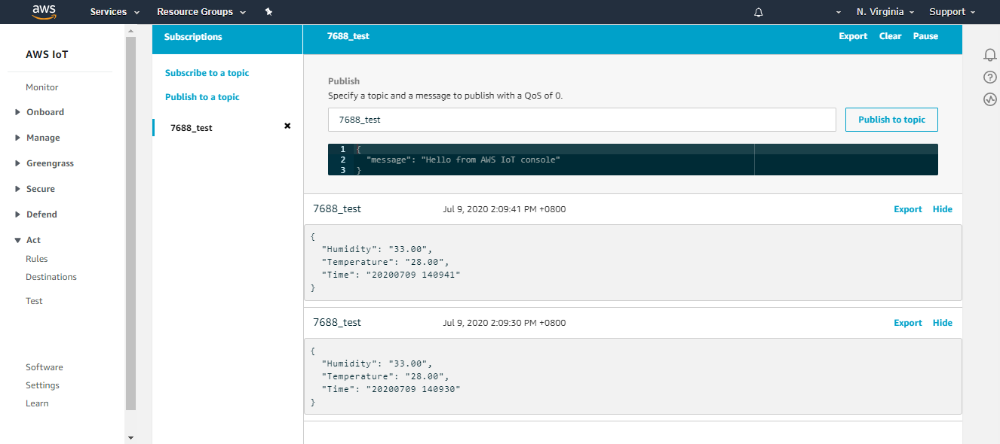 aws Services Resource Groups N. Virginia Support
AWS IoT
Monitor
Onboard
Manage
Greengrass
Secure
Defend
Act
Rules
Destinations
Test
Software
Settings
Learn
Subscriptions
Subscribe to a topic
Publish to a topic
7688_test
7688_test Export Clear Pause
Publish
Specify a topic and a message to publish with a QoS of 0.
7688_test Publish to topic
1 {
2 "message": "Hello from AWS IoT console"
3 }
7688_test Jul 9, 2020 2:09:41 PM +0800 Export Hide
{
"Humidity": "33.00",
"Temperature": "28.00",
"Time": "20200709 140941"
}
7688_test Jul 9, 2020 2:09:30 PM +0800 Export Hide
{
"Humidity": "33.00",
"Temperature": "28.00",
"Time": "20200709 140930"
}